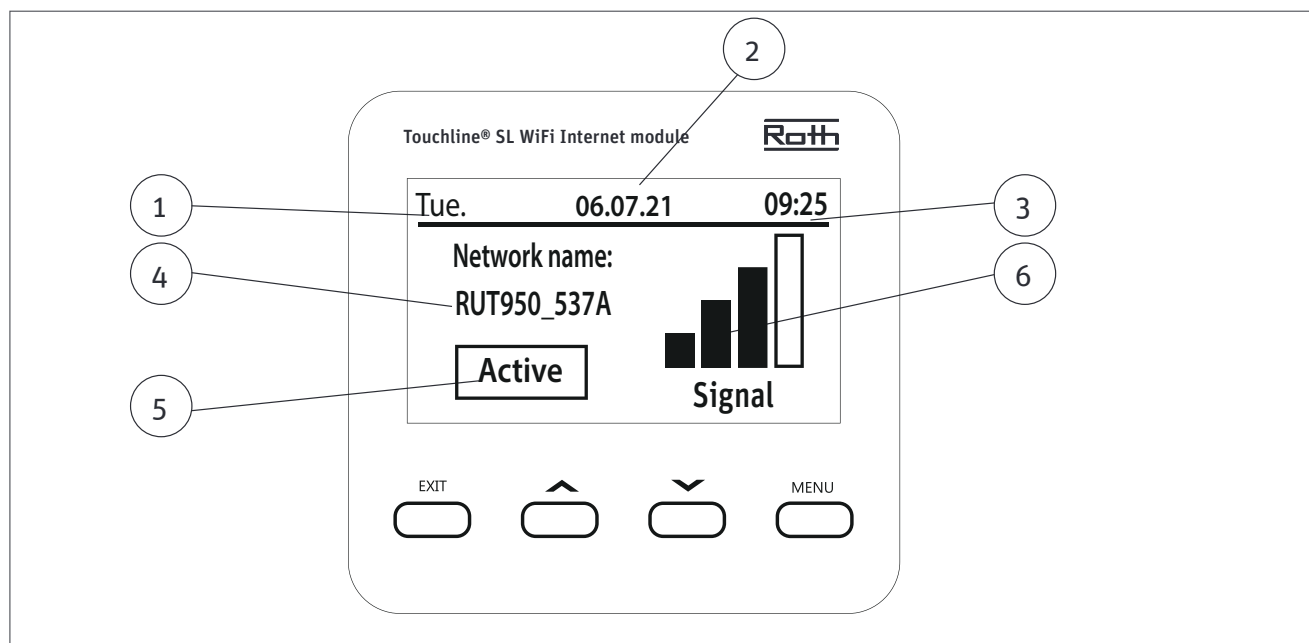 2
Touchline® SL WiFi Internet module Roth
1 Tue. 06.07.21 09:25 3
Network name:
4 RUT950_537A 6
Active
5 Signal
EXIT MENU